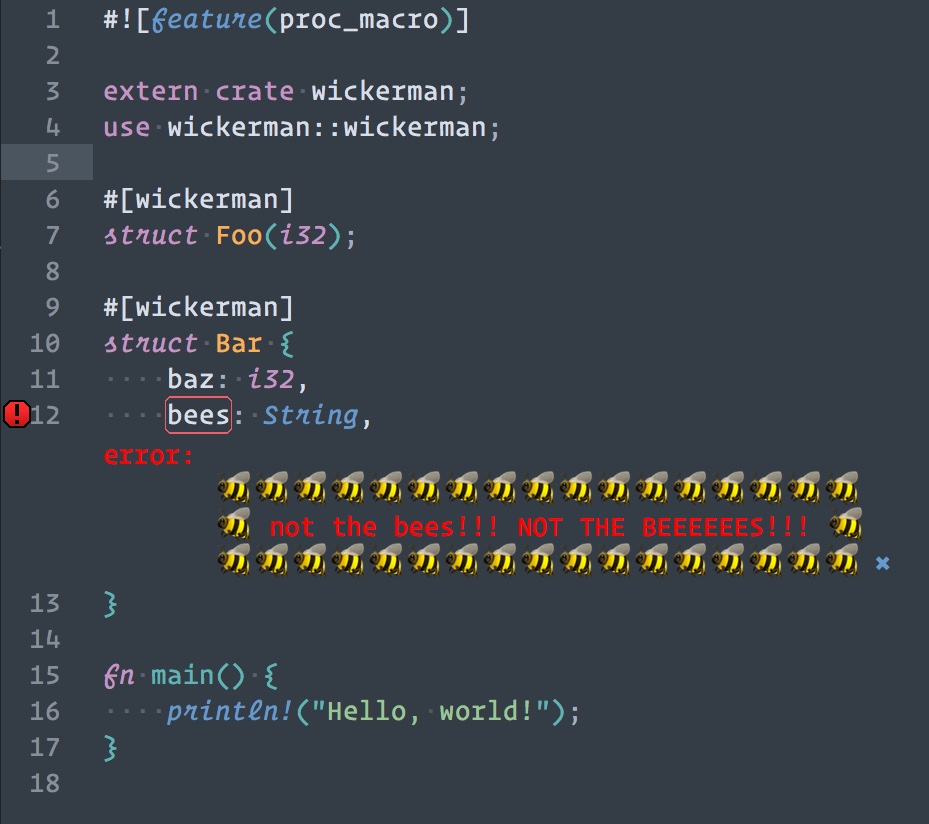 1 #![feature(proc_macro)]
2
3 extern crate wickerman;
4 use wickerman::wickerman;
5
6 #[wickerman]
7 struct Foo(i32);
8
9 #[wickerman]
10 struct Bar {
11 baz: i32,
12 bees: String,
error:
🐝🐝🐝🐝🐝🐝🐝🐝🐝🐝🐝🐝🐝🐝🐝🐝🐝
🐝 not the bees!!! NOT THE BEEEEEES!!! 🐝
🐝🐝🐝🐝🐝🐝🐝🐝🐝🐝🐝🐝🐝🐝🐝🐝🐝 ✖
13 }
14
15 fn main() {
16 println!("Hello, world!");
17 }
18